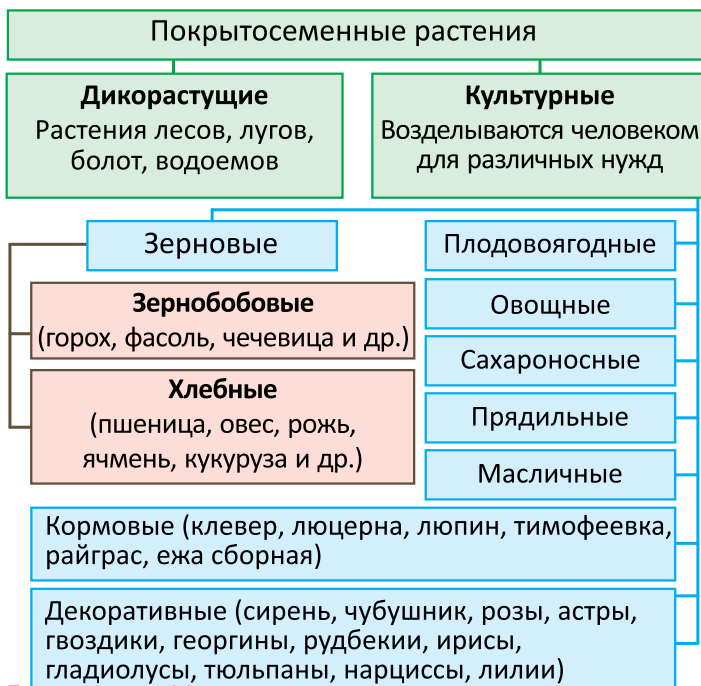 Покрытосеменные растения
Дикорастущие
Растения лесов, лугов,
болот, водоемов
Культурные
Возделываются человеком
для различных нужд
Зерновые
Зернобобовые
(горох, фасоль, чечевица и др.)
Хлебные
(пшеница, овес, рожь,
ячмень, кукуруза и др.)
Плодовоягодные
Овощные
Сахароносные
Прядильные
Масличные
Кормовые (клевер, люцерна, люпин, тимофеевка,
райграс, ежа сборная)
Декоративные (сирень, чубушник, розы, астры,
гвоздики, георгины, рудбекии, ирисы,
гладиолусы, тюльпаны, нарциссы, лилии)